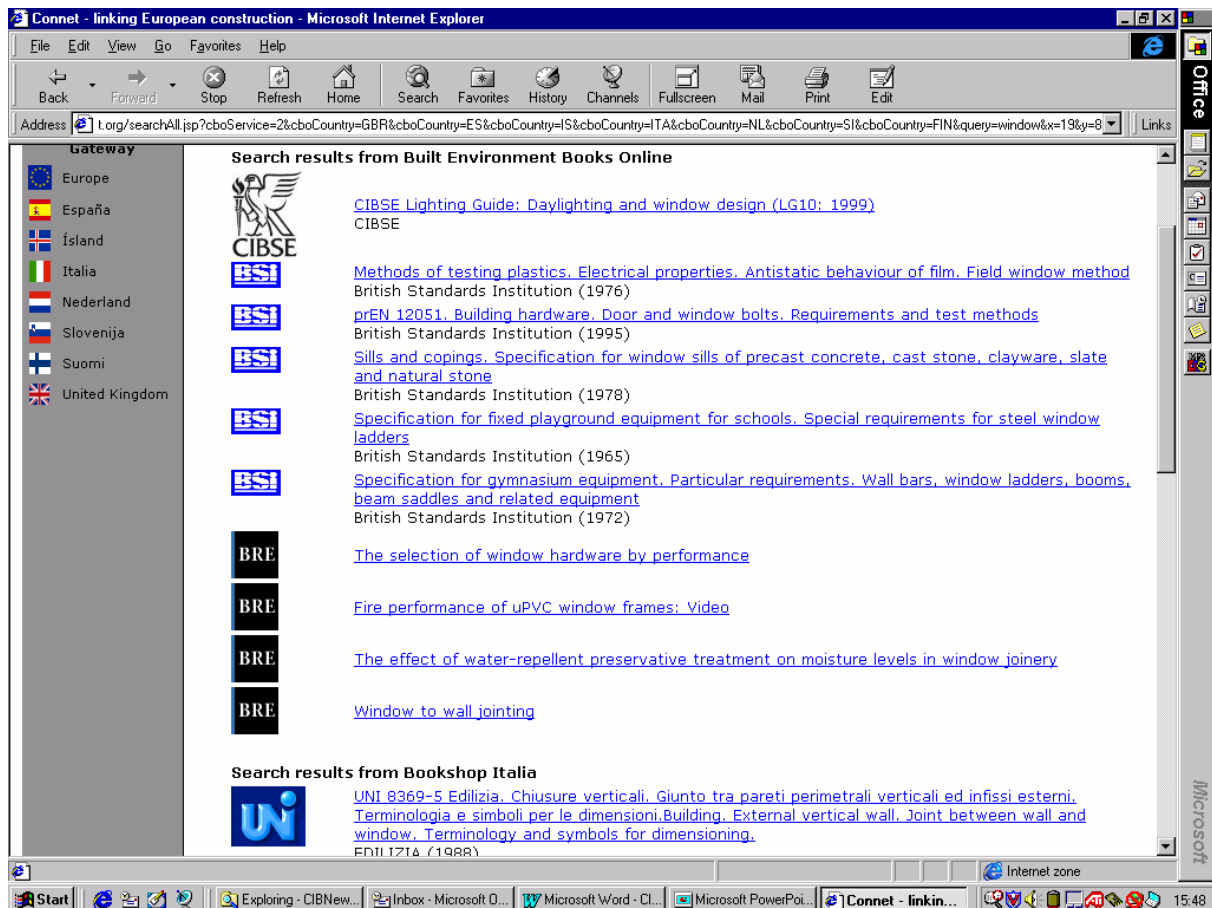 Connet - linking European construction - Microsoft Internet Explorer
File Edit View Go Favorites Help
Back Forward Stop Refresh Home Search Favorites History Channels Fullscreen Mail Print Edit
Address t.org/searchAll.jsp?cboService=2&cboCountry=GBR&cboCountry=ES&cboCountry=IS&cboCountry=ITA&cboCountry=NL&cboCountry=SI&cboCountry=FIN&query=window&x=19&y=8 Links
Office
Gateway
Europe
España
Ísland
Italia
Nederland
Slovenija
Suomi
United Kingdom
Search results from Built Environment Books Online
CIBSE
CIBSE Lighting Guide: Daylighting and window design (LG10: 1999)
CIBSE
BSi
Methods of testing plastics. Electrical properties. Antistatic behaviour of film. Field window method
British Standards Institution (1976)
BSi
prEN 12051. Building hardware. Door and window bolts. Requirements and test methods
British Standards Institution (1995)
BSi
Sills and copings. Specification for window sills of precast concrete, cast stone, clayware, slate
and natural stone
British Standards Institution (1978)
BSi
Specification for fixed playground equipment for schools. Special requirements for steel window
ladders
British Standards Institution (1965)
BSi
Specification for gymnasium equipment. Particular requirements. Wall bars, window ladders, booms,
beam saddles and related equipment
British Standards Institution (1972)
BRE
The selection of window hardware by performance
BRE
Fire performance of uPVC window frames: Video
BRE
The effect of water-repellent preservative treatment on moisture levels in window joinery
BRE
Window to wall jointing
Search results from Bookshop Italia
UNI
UNI 8369-5 Edilizia. Chiusure verticali. Giunto tra pareti perimetrali verticali ed infissi esterni.
Terminologia e simboli per le dimensioni.Building. External vertical wall. Joint between wall and
window. Terminology and symbols for dimensioning.
EDILIZIA (1988)
Microsoft
Internet zone
Start Exploring - CIBNew... Inbox - Microsoft O... Microsoft Word - Cl... Microsoft PowerPoi... Connet - linkin... 15:48